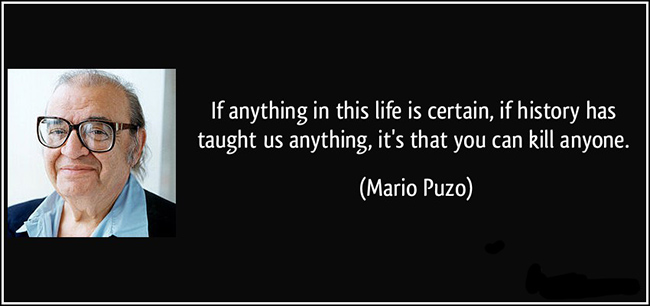 If anything in this life is certain, if history has
taught us anything, it's that you can kill anyone.
(Mario Puzo)